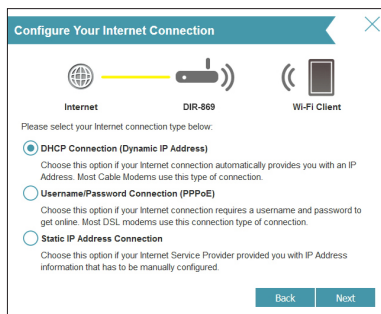 Configure Your Internet Connection
Internet DIR-869 Wi-Fi Client
Please select your Internet connection type below:
DHCP Connection (Dynamic IP Address)
Choose this option if your Internet connection automatically provides you with an IP
Address. Most Cable Modems use this type of connection.
Username/Password Connection (PPPoE)
Choose this option if your Internet connection requires a username and password to
get online. Most DSL modems use this connection type of connection.
Static IP Address Connection
Choose this option if your Internet Service Provider provided you with IP Address
information that has to be manually configured.
Back Next